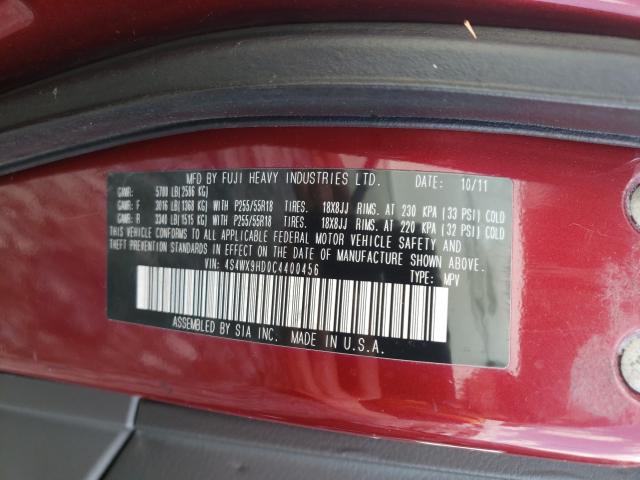 MFD BY FUJI HEAVY INDUSTRIES LTD. DATE: 10/11
GAWR: 5700 LB(2586 KG)
GAWR: F 3016 LB(1368 KG) WITH P255/55R18 TIRES. 18X8JJ RIMS. AT 230 KPA (33 PSI) COLD
GAWR: R 3340 LB(1515 KG) WITH P255/55R18 TIRES. 18X8JJ RIMS. AT 220 KPA (32 PSI) COLD
THIS VEHICLE CONFORMS TO ALL APPLICABLE FEDERAL MOTOR VEHICLE SAFETY AND
THEFT PREVENTION STANDARDS IN EFFECT ON THE DATE OF MANUFACTURE SHOWN ABOVE.
VIN: 4S4WX9HD0C4400456 TYPE: MPV
ASSEMBLED BY SIA INC. MADE IN U.S.A.